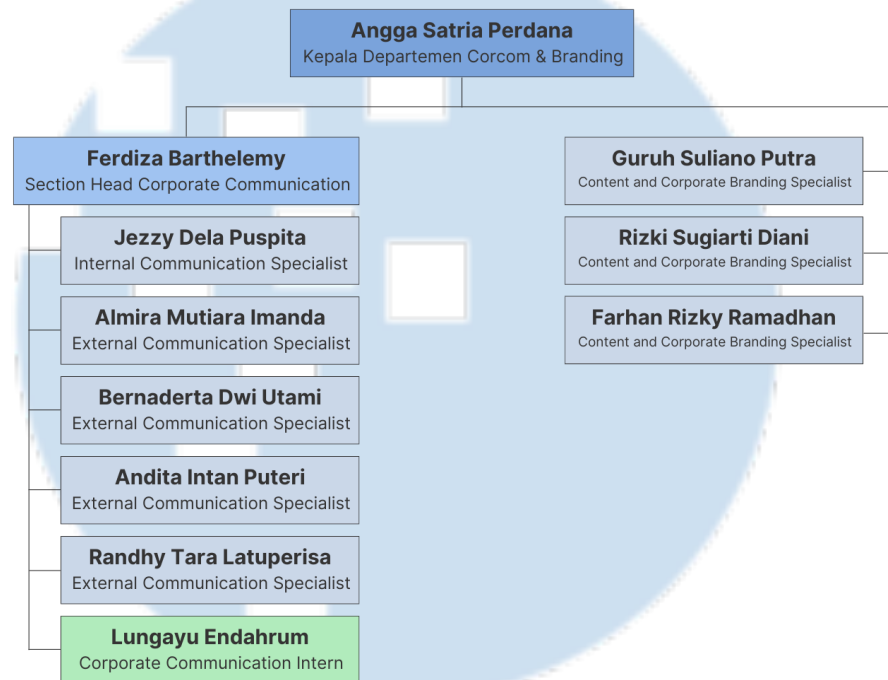 Angga Satria Perdana
Kepala Departemen Corcom & Branding
Ferdiza Barthelemy
Section Head Corporate Communication
Jezzy Dela Puspita
Internal Communication Specialist
Almira Mutiara Imanda
External Communication Specialist
Bernaderta Dwi Utami
External Communication Specialist
Andita Intan Puteri
External Communication Specialist
Randhy Tara Latuperisa
External Communication Specialist
Lungayu Endahrum
Corporate Communication Intern
Guruh Suliano Putra
Content and Corporate Branding Specialist
Rizki Sugiarti Diani
Content and Corporate Branding Specialist
Farhan Rizky Ramadhan
Content and Corporate Branding Specialist